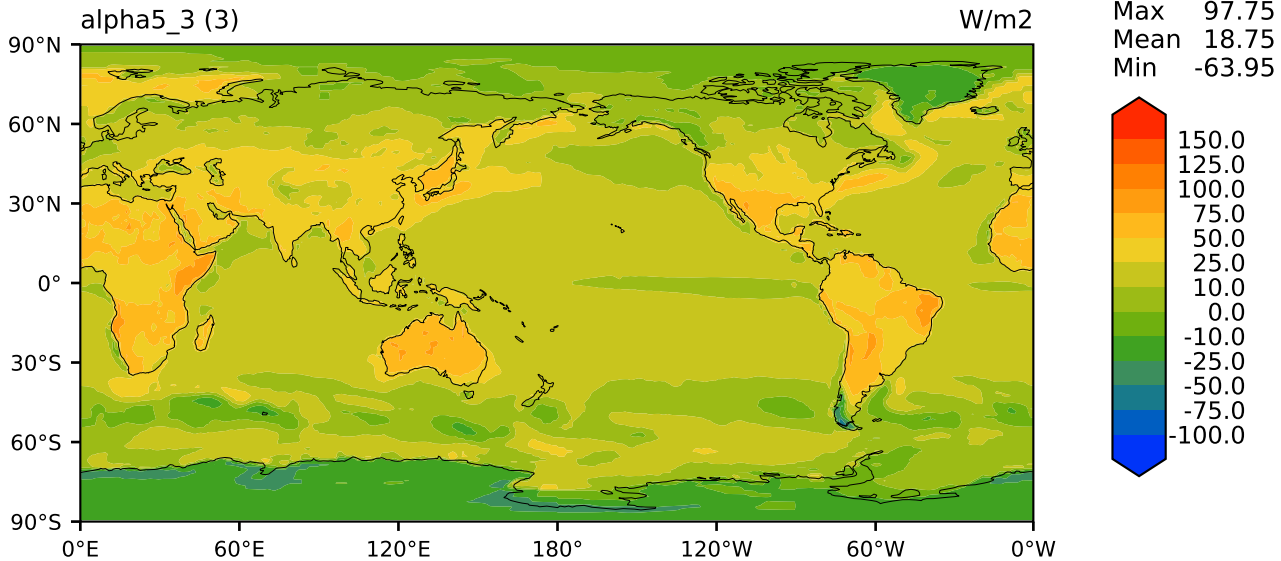 alpha5_3 (3)
W/m2
Max 97.75
Mean 18.75
Min -63.95
90°N
60°N
30°N
0°
30°S
60°S
90°S
0°E
60°E
120°E
180°
120°W
60°W
0°W
150.0
125.0
100.0
75.0
50.0
25.0
10.0
0.0
-10.0
-25.0
-50.0
-75.0
-100.0